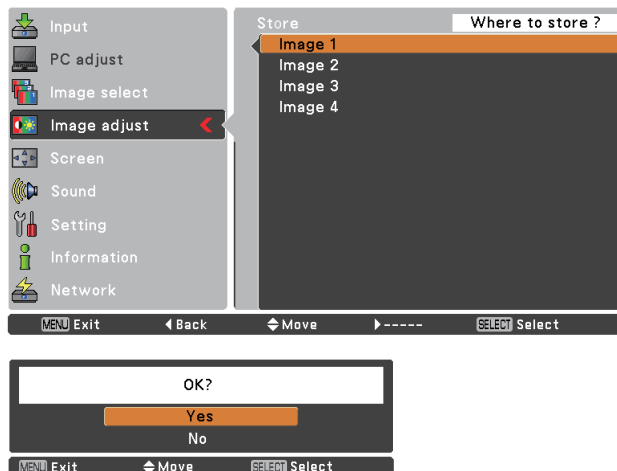 Input
PC adjust
Image select
Image adjust
Screen
Sound
Setting
Information
Network
Store Where to store ?
Image 1
Image 2
Image 3
Image 4
MENU Exit Back Move ----- SELECT Select
OK?
Yes
No
MENU Exit Move SELECT Select